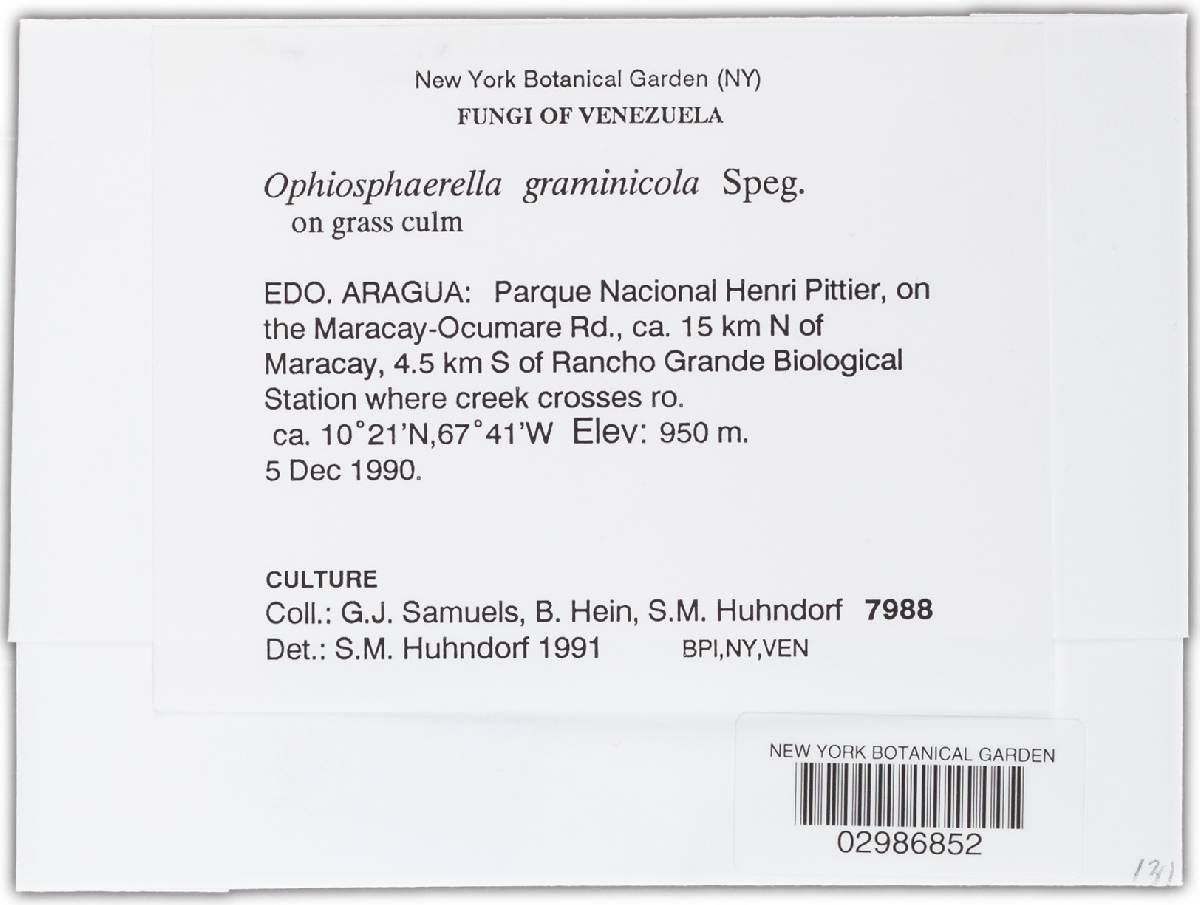 New York Botanical Garden (NY)
FUNGI OF VENEZUELA
Ophiosphaerella graminicola Speg.
on grass culm
EDO. ARAGUA: Parque Nacional Henri Pittier, on
the Maracay-Ocumare Rd., ca. 15 km N of
Maracay, 4.5 km S of Rancho Grande Biological
Station where creek crosses ro.
ca. 10°21'N,67°41'W Elev: 950 m.
5 Dec 1990.
CULTURE
Coll.: G.J. Samuels, B. Hein, S.M. Huhndorf 7988
Det.: S.M. Huhndorf 1991 BPI,NY,VEN
NEW YORK BOTANICAL GARDEN
02986852